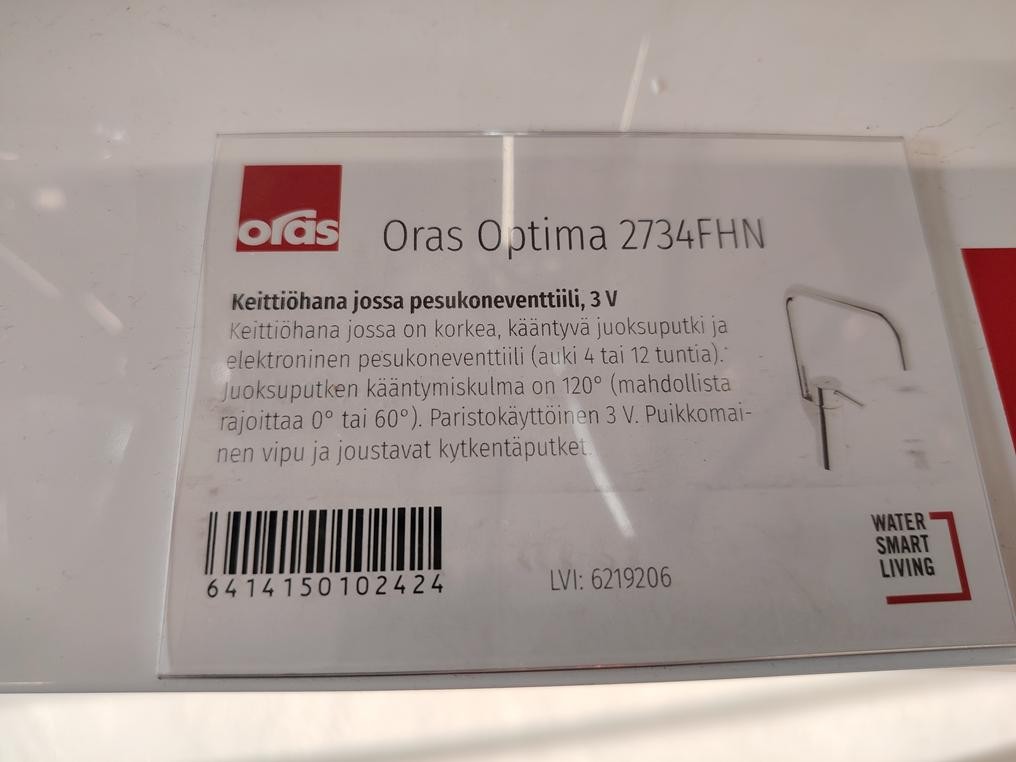 oras
Oras Optima 2734FHN
Keittiöhana jossa pesukoneventtiili, 3 V
Keittiöhana jossa on korkea, kääntyvä juoksuputki ja
elektroninen pesukoneventtiili (auki 4 tai 12 tuntia).
Juoksuputken kääntymiskulma on 120° (mahdollista
rajoittaa 0° tai 60°). Paristokäyttöinen 3 V. Puikkomai-
nen vipu ja joustavat kytkentäputket.
6414150102424
LVI: 6219206
WATER
SMART
LIVING